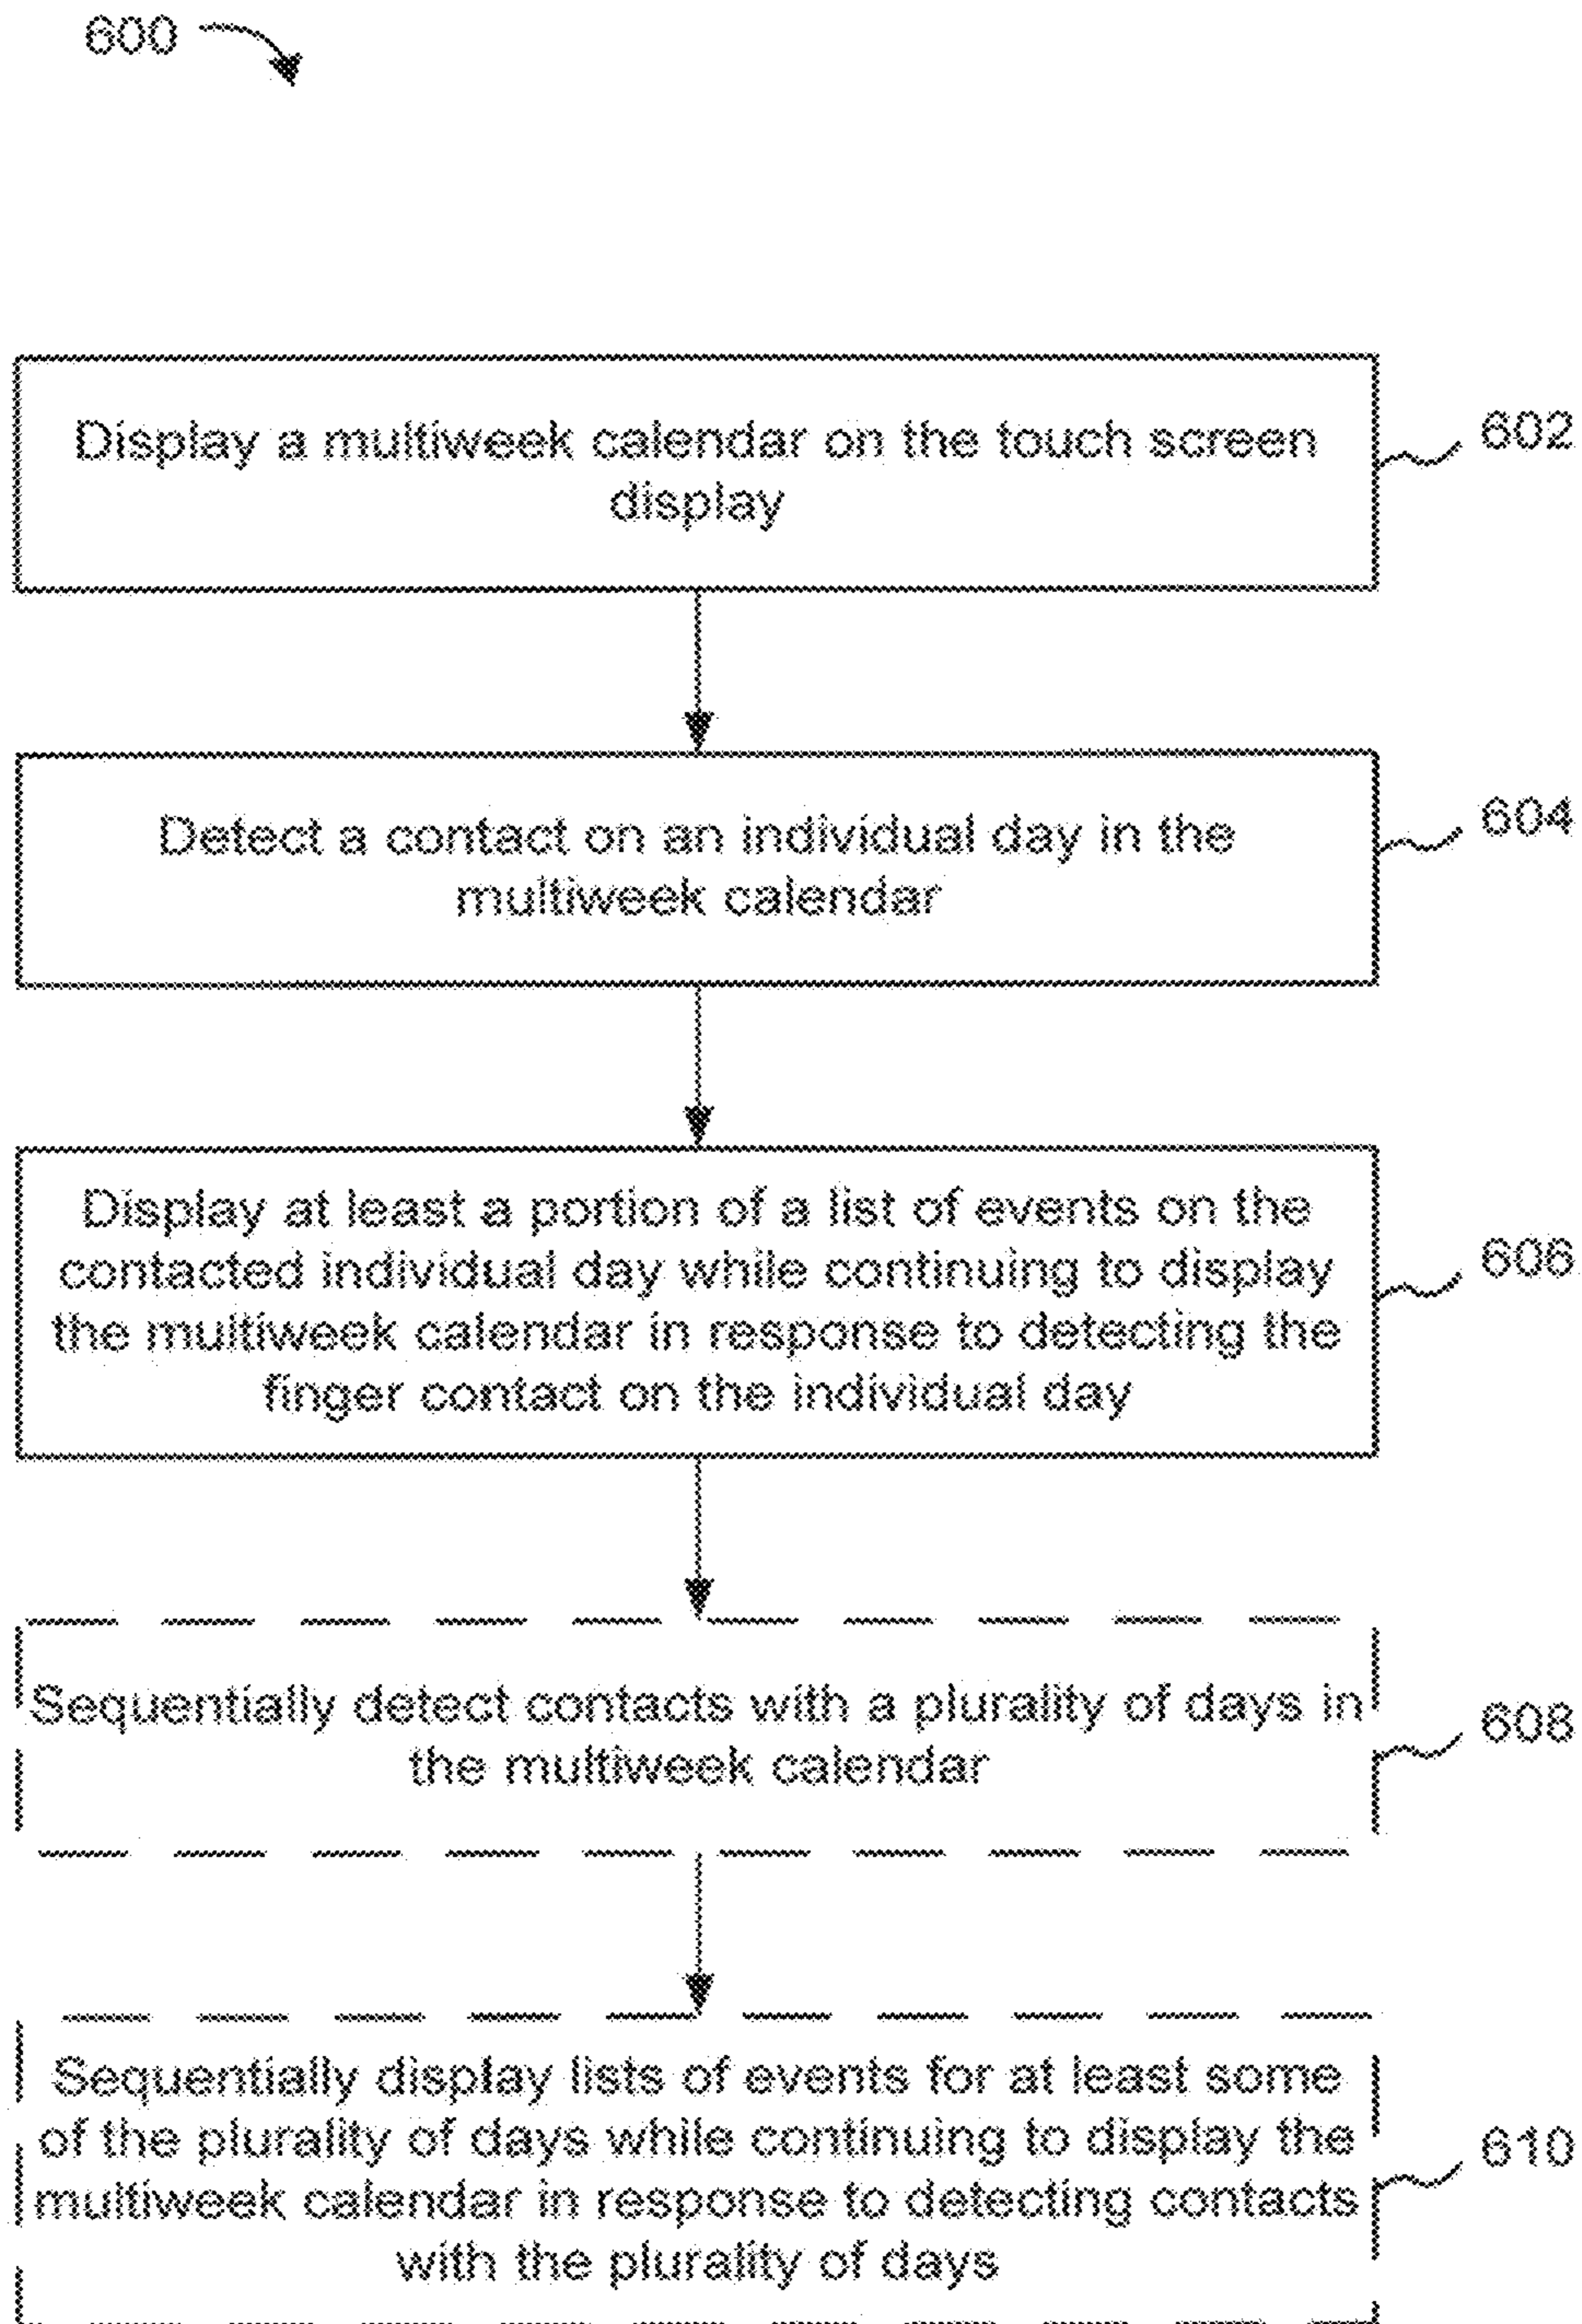 600
Display a multiweek calendar on the touch screen
display
602
Detect a contact on an individual day in the
multiweek calendar
604
Display at least a portion of a list of events on the
contacted individual day while continuing to display
the multiweek calendar in response to detecting the
finger contact on the individual day
606
Sequentially detect contacts with a plurality of days in
the multiweek calendar
608
Sequentially display lists of events for at least some
of the plurality of days while continuing to display the
multiweek calendar in response to detecting contacts
with the plurality of days
610